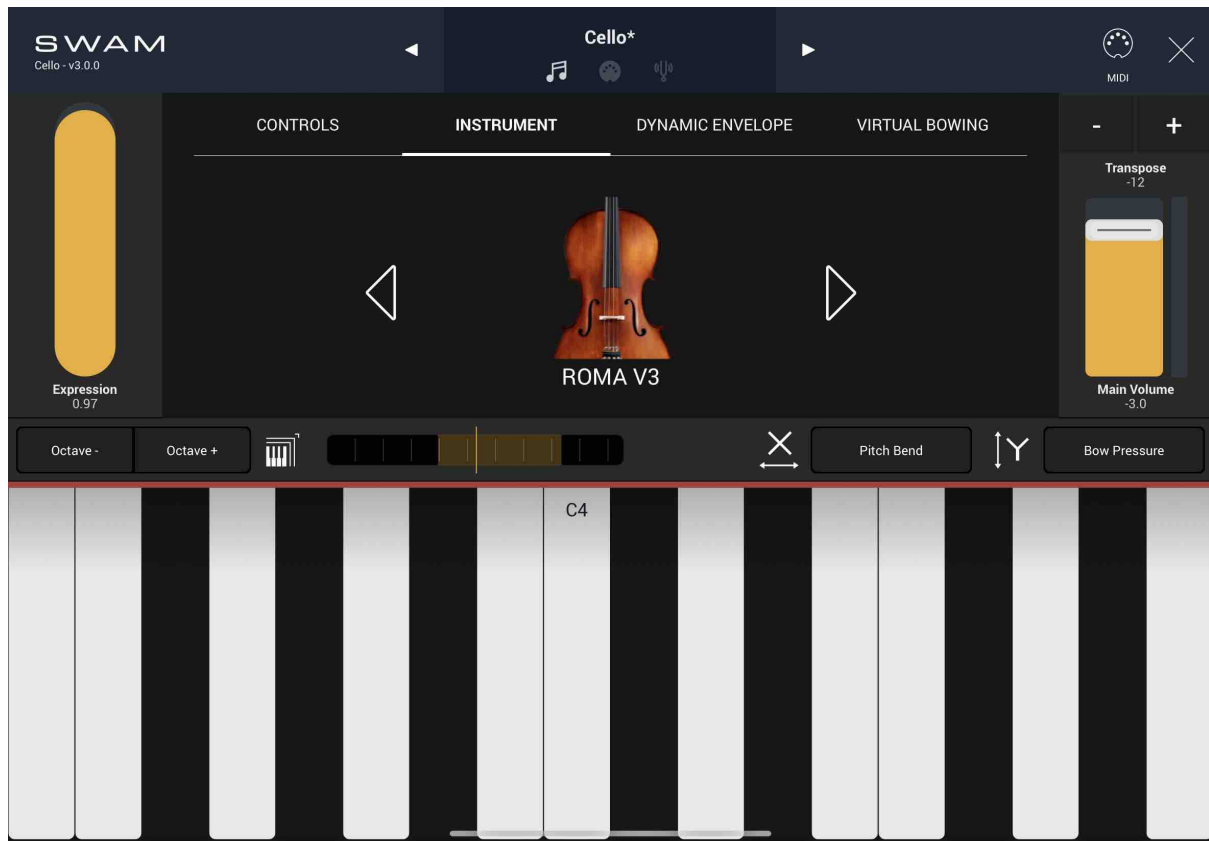 SWAM
Cello - v3.0.0
Cello*
MIDI
CONTROLS
INSTRUMENT
DYNAMIC ENVELOPE
VIRTUAL BOWING
- +
Transpose
-12
ROMA V3
Expression
0.97
Main Volume
-3.0
Octave -
Octave +
X
Pitch Bend
Y
Bow Pressure
C4